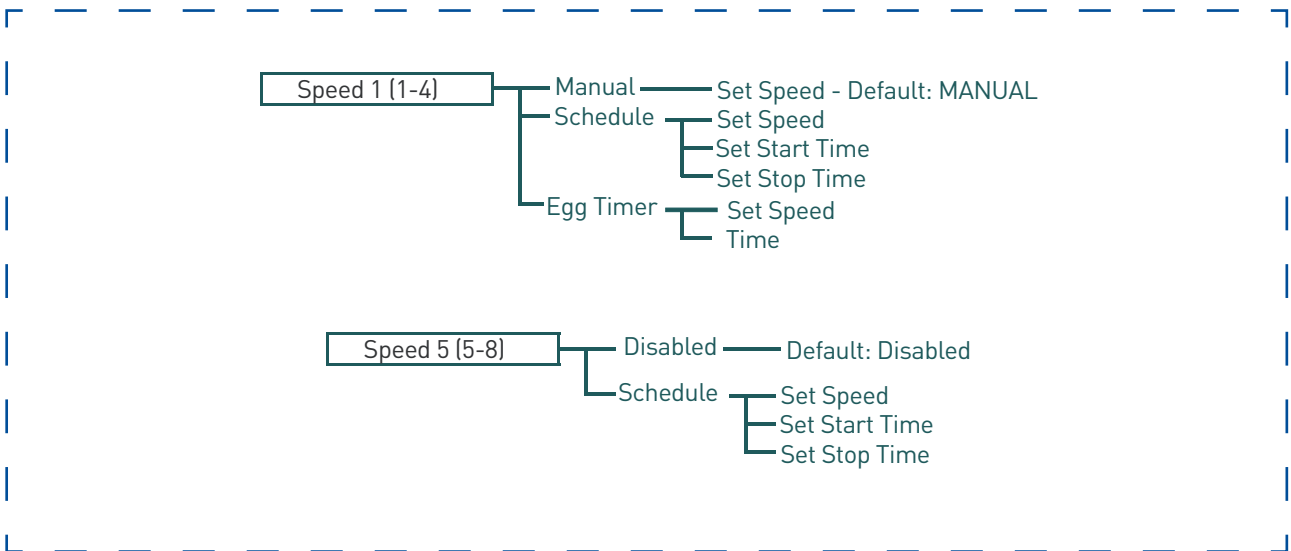 Speed 1 (1-4)
Manual
Set Speed - Default: MANUAL
Schedule
Set Speed
Set Start Time
Set Stop Time
Egg Timer
Set Speed
Time
Speed 5 (5-8)
Disabled
Default: Disabled
Schedule
Set Speed
Set Start Time
Set Stop Time